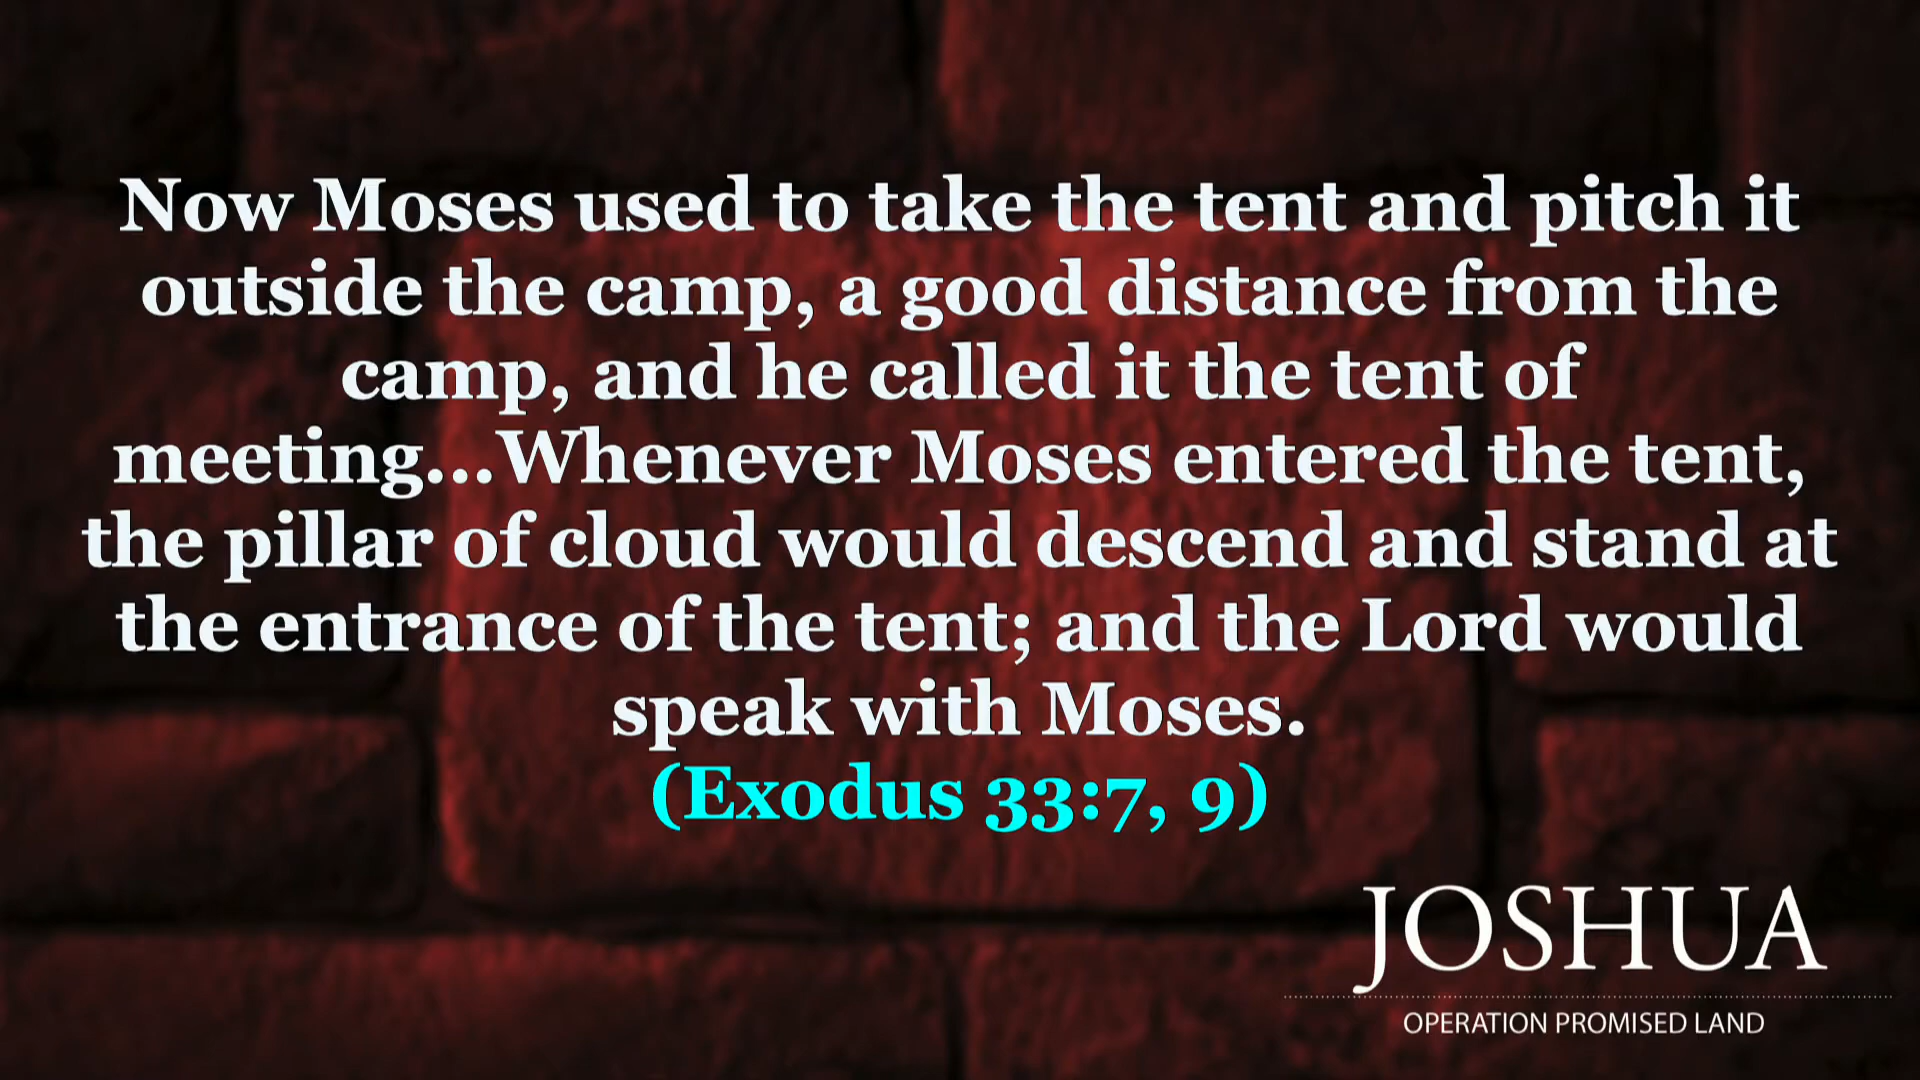 Now Moses used to take the tent and pitch it
outside the camp, a good distance from the
camp, and he called it the tent of
meeting...Whenever Moses entered the tent,
the pillar of cloud would descend and stand at
the entrance of the tent; and the Lord would
speak with Moses.
(Exodus 33:7, 9)
JOSHUA
OPERATION PROMISED LAND